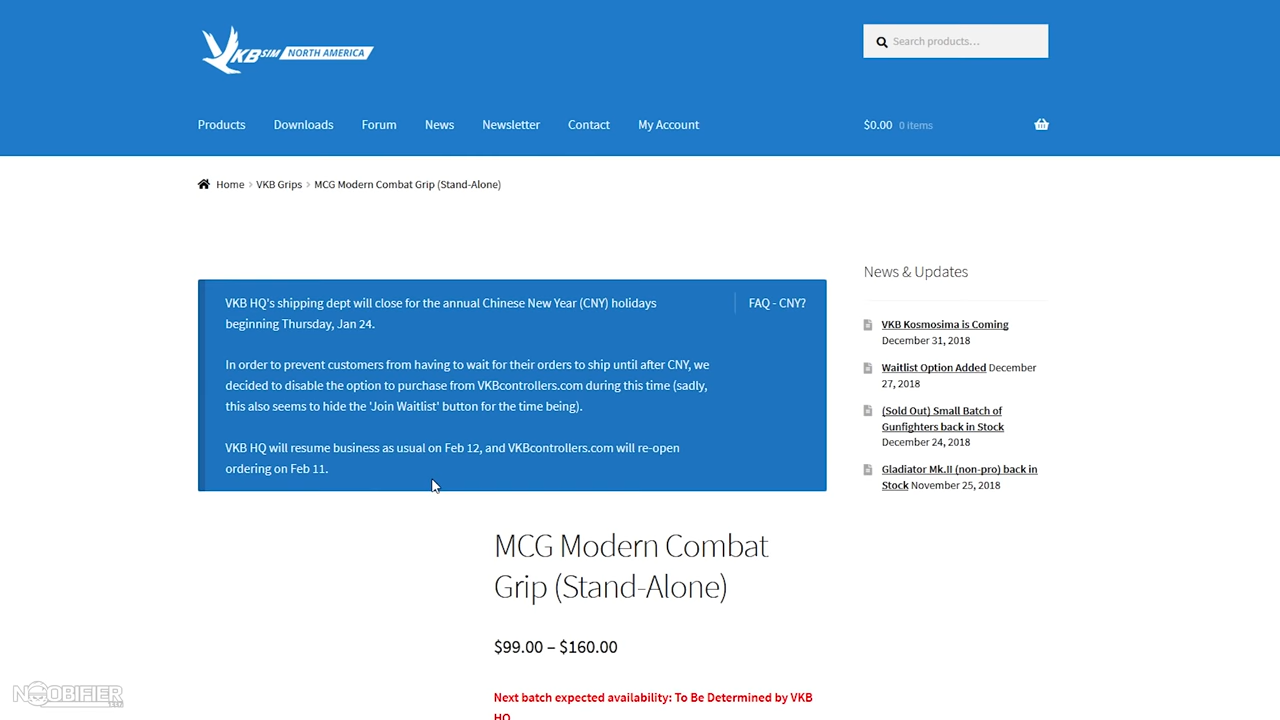 VKBSIM NORTH AMERICA
Search products…
Products Downloads Forum News Newsletter Contact My Account
$0.00 0 items
Home > VKB Grips > MCG Modern Combat Grip (Stand-Alone)
VKB HQ's shipping dept will close for the annual Chinese New Year (CNY) holidays
beginning Thursday, Jan 24.
FAQ - CNY?
In order to prevent customers from having to wait for their orders to ship until after CNY, we
decided to disable the option to purchase from VKBcontrollers.com during this time (sadly,
this also seems to hide the 'Join Waitlist' button for the time being).
VKB HQ will resume business as usual on Feb 12, and VKBcontrollers.com will re-open
ordering on Feb 11.
MCG Modern Combat
Grip (Stand-Alone)
$99.00 – $160.00
Next batch expected availability: To Be Determined by VKB
HQ
News & Updates
VKB Kosmosima is Coming
December 31, 2018
Waitlist Option Added December
27, 2018
(Sold Out) Small Batch of
Gunfighters back in Stock
December 24, 2018
Gladiator Mk.II (non-pro) back in
Stock November 25, 2018
NOOBIFIER